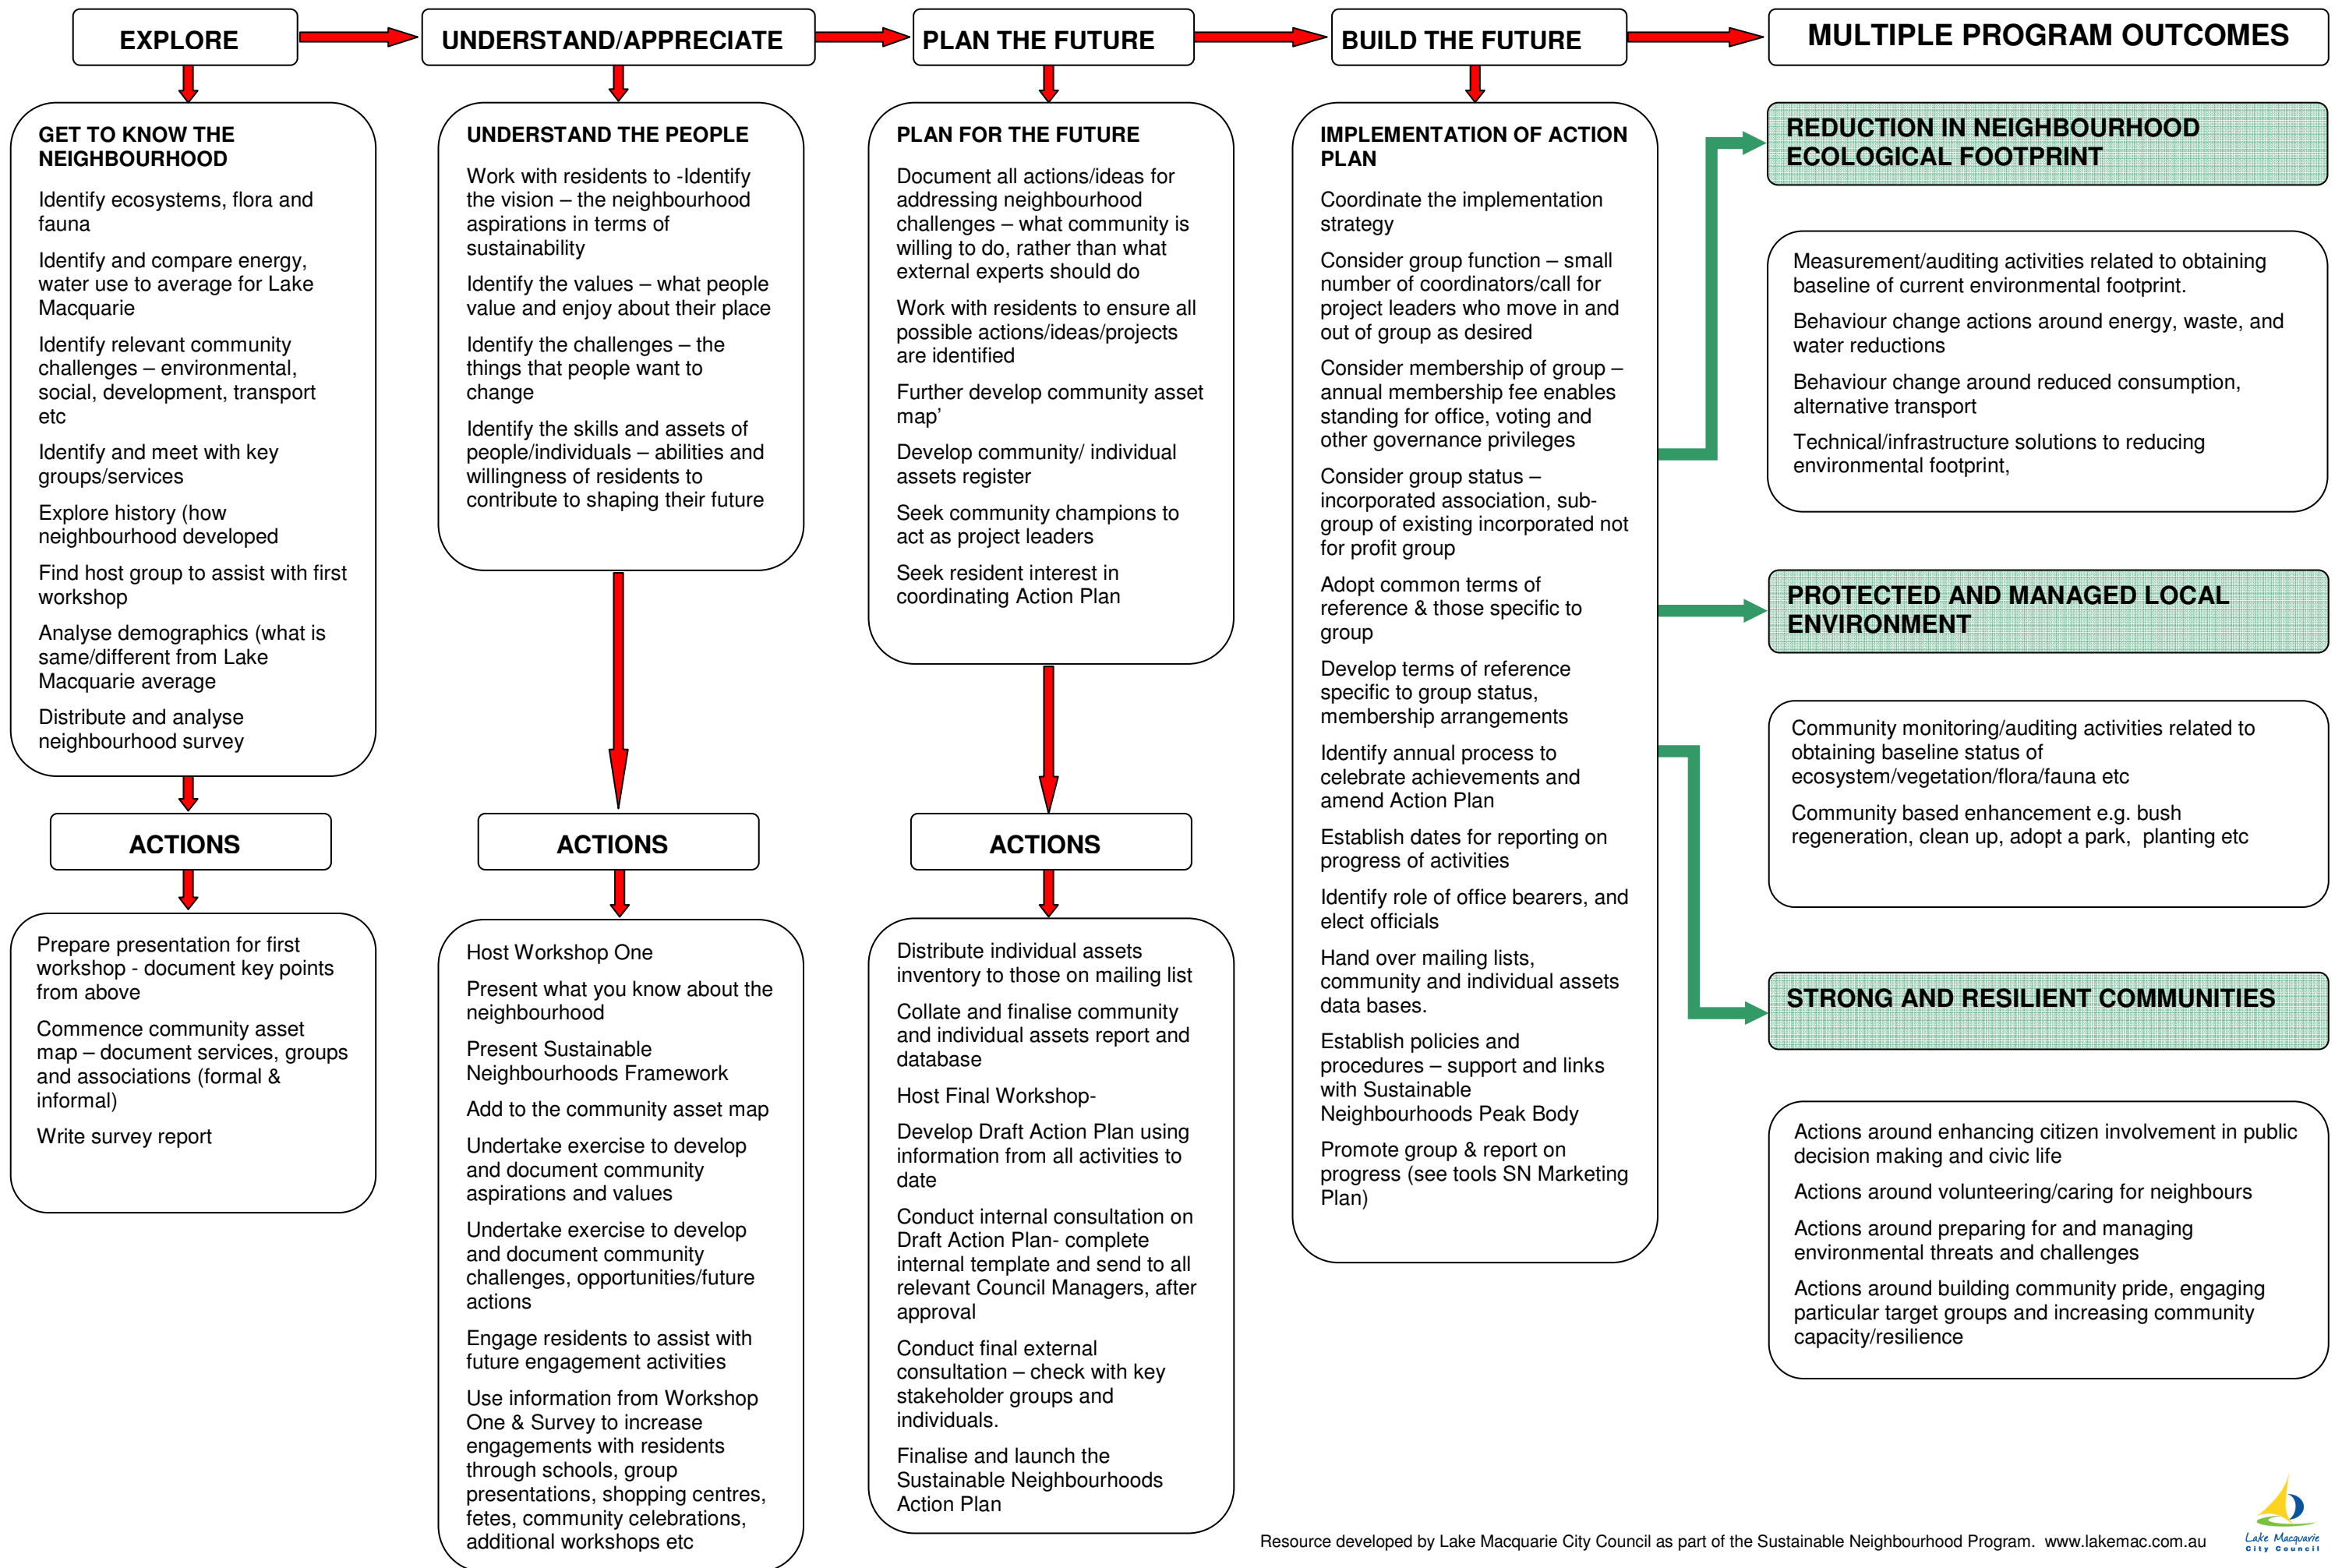 EXPLORE
UNDERSTAND/APPRECIATE
PLAN THE FUTURE
BUILD THE FUTURE
MULTIPLE PROGRAM OUTCOMES
GET TO KNOW THE
NEIGHBOURHOOD
Identify ecosystems, flora and
fauna
Identify and compare energy,
water use to average for Lake
Macquarie
Identify relevant community
challenges – environmental,
social, development, transport
etc
Identify and meet with key
groups/services
Explore history (how
neighbourhood developed
Find host group to assist with first
workshop
Analyse demographics (what is
same/different from Lake
Macquarie average
Distribute and analyse
neighbourhood survey
ACTIONS
Prepare presentation for first
workshop - document key points
from above
Commence community asset
map – document services, groups
and associations (formal &
informal)
Write survey report
UNDERSTAND THE PEOPLE
Work with residents to -Identify
the vision – the neighbourhood
aspirations in terms of
sustainability
Identify the values – what people
value and enjoy about their place
Identify the challenges – the
things that people want to
change
Identify the skills and assets of
people/individuals – abilities and
willingness of residents to
contribute to shaping their future
ACTIONS
Host Workshop One
Present what you know about the
neighbourhood
Present Sustainable
Neighbourhoods Framework
Add to the community asset map
Undertake exercise to develop
and document community
aspirations and values
Undertake exercise to develop
and document community
challenges, opportunities/future
actions
Engage residents to assist with
future engagement activities
Use information from Workshop
One & Survey to increase
engagements with residents
through schools, group
presentations, shopping centres,
fetes, community celebrations,
additional workshops etc
PLAN FOR THE FUTURE
Document all actions/ideas for
addressing neighbourhood
challenges – what community is
willing to do, rather than what
external experts should do
Work with residents to ensure all
possible actions/ideas/projects
are identified
Further develop community asset
map’
Develop community/ individual
assets register
Seek community champions to
act as project leaders
Seek resident interest in
coordinating Action Plan
ACTIONS
Distribute individual assets
inventory to those on mailing list
Collate and finalise community
and individual assets report and
database
Host Final Workshop-
Develop Draft Action Plan using
information from all activities to
date
Conduct internal consultation on
Draft Action Plan- complete
internal template and send to all
relevant Council Managers, after
approval
Conduct final external
consultation – check with key
stakeholder groups and
individuals.
Finalise and launch the
Sustainable Neighbourhoods
Action Plan
IMPLEMENTATION OF ACTION
PLAN
Coordinate the implementation
strategy
Consider group function – small
number of coordinators/call for
project leaders who move in and
out of group as desired
Consider membership of group –
annual membership fee enables
standing for office, voting and
other governance privileges
Consider group status –
incorporated association, sub-
group of existing incorporated not
for profit group
Adopt common terms of
reference & those specific to
group
Develop terms of reference
specific to group status,
membership arrangements
Identify annual process to
celebrate achievements and
amend Action Plan
Establish dates for reporting on
progress of activities
Identify role of office bearers, and
elect officials
Hand over mailing lists,
community and individual assets
data bases.
Establish policies and
procedures – support and links
with Sustainable
Neighbourhoods Peak Body
Promote group & report on
progress (see tools SN Marketing
Plan)
REDUCTION IN NEIGHBOURHOOD
ECOLOGICAL FOOTPRINT
Measurement/auditing activities related to obtaining
baseline of current environmental footprint.
Behaviour change actions around energy, waste, and
water reductions
Behaviour change around reduced consumption,
alternative transport
Technical/infrastructure solutions to reducing
environmental footprint,
PROTECTED AND MANAGED LOCAL
ENVIRONMENT
Community monitoring/auditing activities related to
obtaining baseline status of
ecosystem/vegetation/flora/fauna etc
Community based enhancement e.g. bush
regeneration, clean up, adopt a park, planting etc
STRONG AND RESILIENT COMMUNITIES
Actions around enhancing citizen involvement in public
decision making and civic life
Actions around volunteering/caring for neighbours
Actions around preparing for and managing
environmental threats and challenges
Actions around building community pride, engaging
particular target groups and increasing community
capacity/resilience
Resource developed by Lake Macquarie City Council as part of the Sustainable Neighbourhood Program. www.lakemac.com.au
Lake Macquarie
City Council